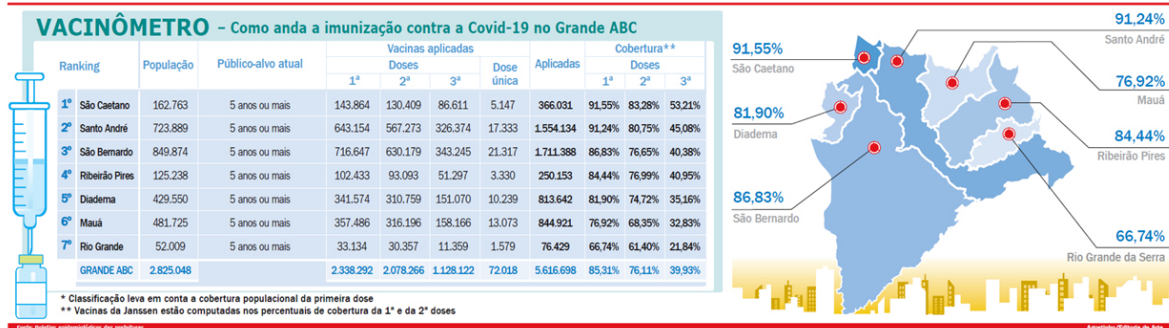 VACINÔMETRO – Como anda a imunização contra a Covid-19 no Grande ABC
Ranking População Público-alvo atual Vacinas aplicadas Aplicadas Cobertura**
Doses Dose única Doses
1ª 2ª 3ª 1ª 2ª 3ª
1º São Caetano 162.763 5 anos ou mais 143.864 130.409 86.611 5.147 366.031 91,55% 83,28% 53,21%
2º Santo André 723.889 5 anos ou mais 643.154 567.273 326.374 17.333 1.554.134 91,24% 80,75% 45,08%
3º São Bernardo 849.874 5 anos ou mais 716.647 630.179 343.245 21.317 1.711.388 86,83% 76,65% 40,38%
4º Ribeirão Pires 125.238 5 anos ou mais 102.433 93.093 51.297 3.330 250.153 84,44% 76,99% 40,95%
5º Diadema 429.550 5 anos ou mais 341.574 310.759 151.070 10.239 813.642 81,90% 74,72% 35,16%
6º Mauá 481.725 5 anos ou mais 357.486 316.196 158.166 13.073 844.921 76,92% 68,35% 32,83%
7º Rio Grande 52.009 5 anos ou mais 33.134 30.357 11.359 1.579 76.429 66,74% 61,40% 21,84%
GRANDE ABC 2.825.048 2.338.292 2.078.266 1.128.122 72.018 5.616.698 85,31% 76,11% 39,93%
* Classificação leva em conta a cobertura populacional da primeira dose
** Vacinas da Janssen estão computadas nos percentuais de cobertura da 1ª e da 2ª doses
91,55%
São Caetano
81,90%
Diadema
86,83%
São Bernardo
91,24%
Santo André
76,92%
Mauá
84,44%
Ribeirão Pires
66,74%
Rio Grande da Serra
Fonte: Boletins epidemiológicos das prefeituras
Agostinho/Editoria de Arte